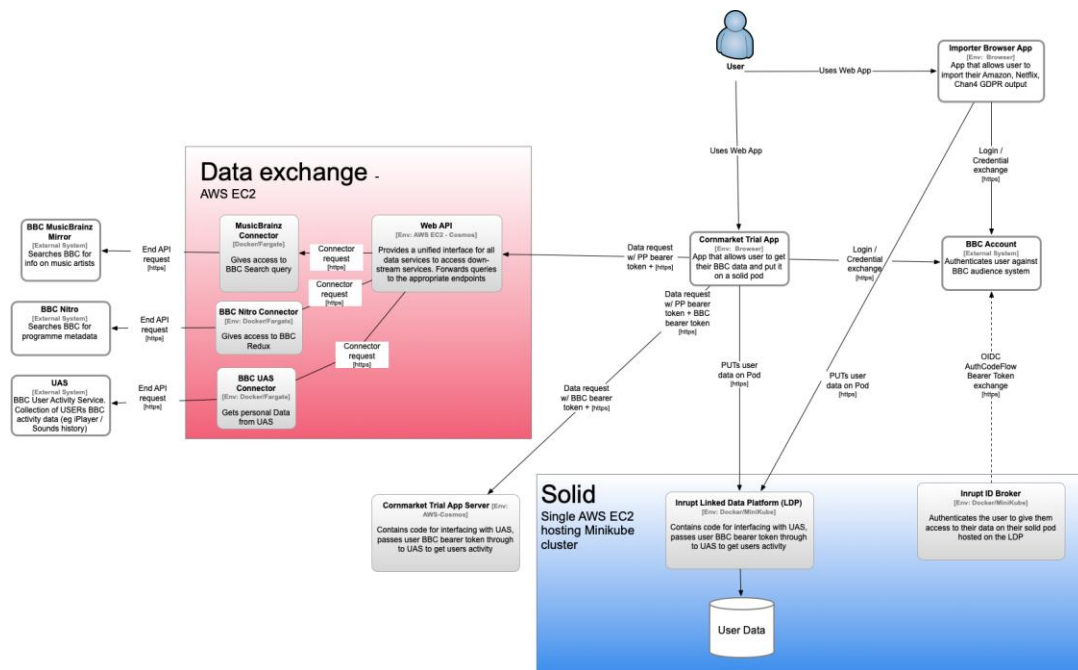 User
Uses Web App
Importer Browser App
[Env: Browser]
App that allows user to
import their Amazon, Netflix,
Chan4 GDPR output
Uses Web App
Login /
Credential
exchange
[https]
Data exchange -
AWS EC2
BBC MusicBrainz
Mirror
[External System]
Searches BBC for
info on music artists
End API
request
[https]
MusicBrainz
Connector
[Docker/Fargate]
Gives access to
BBC Search query
Connector
request
[https]
Web API
[Env: AWS EC2 - Cosmos]
Provides a unified interface for all
data services to access down-
stream services. Forwards queries
to the appropriate endpoints
Data request
w/ PP bearer
token + [https]
Cornmarket Trial App
[Env: Browser]
App that allows user to get
their BBC data and put it
on a solid pod
Login /
Credential
exchange [https]
BBC Account
[External System]
Authenticates user against
BBC audience system
Connector
request
[https]
Data request
w/ PP bearer
token + BBC
bearer token
[https]
BBC Nitro
[External System]
Searches BBC for
programme metadata
End API
request
[https]
BBC Nitro Connector
[Env: Docker/Fargate]
Gives access to BBC
Redux
Connector
request
[https]
UAS
[External System]
BBC User Activity Service.
Collection of USERs BBC
activity data (eg iPlayer /
Sounds history)
End API
request
[https]
BBC UAS
Connector
[Env: Docker/Fargate]
Gets personal Data
from UAS
Data request
w/ BBC bearer
token + [https]
PUTs user
data on Pod
[https]
PUTs user
data on Pod
[https]
OIDC
AuthCodeFlow
Bearer Token
exchange
[https]
Cornmarket Trial App Server [Env:
AWS-Cosmos]
Contains code for interfacing with UAS,
passes user BBC bearer token through
to UAS to get users activity
Solid
Single AWS EC2
hosting Minikube
cluster
Inrupt Linked Data Platform (LDP)
[Env: Docker/MiniKube]
Contains code for interfacing with UAS,
passes user BBC bearer token through
to UAS to get users activity
Inrupt ID Broker
[Env: Docker/MiniKube]
Authenticates the user to give them
access to their data on their solid pod
hosted on the LDP
User Data